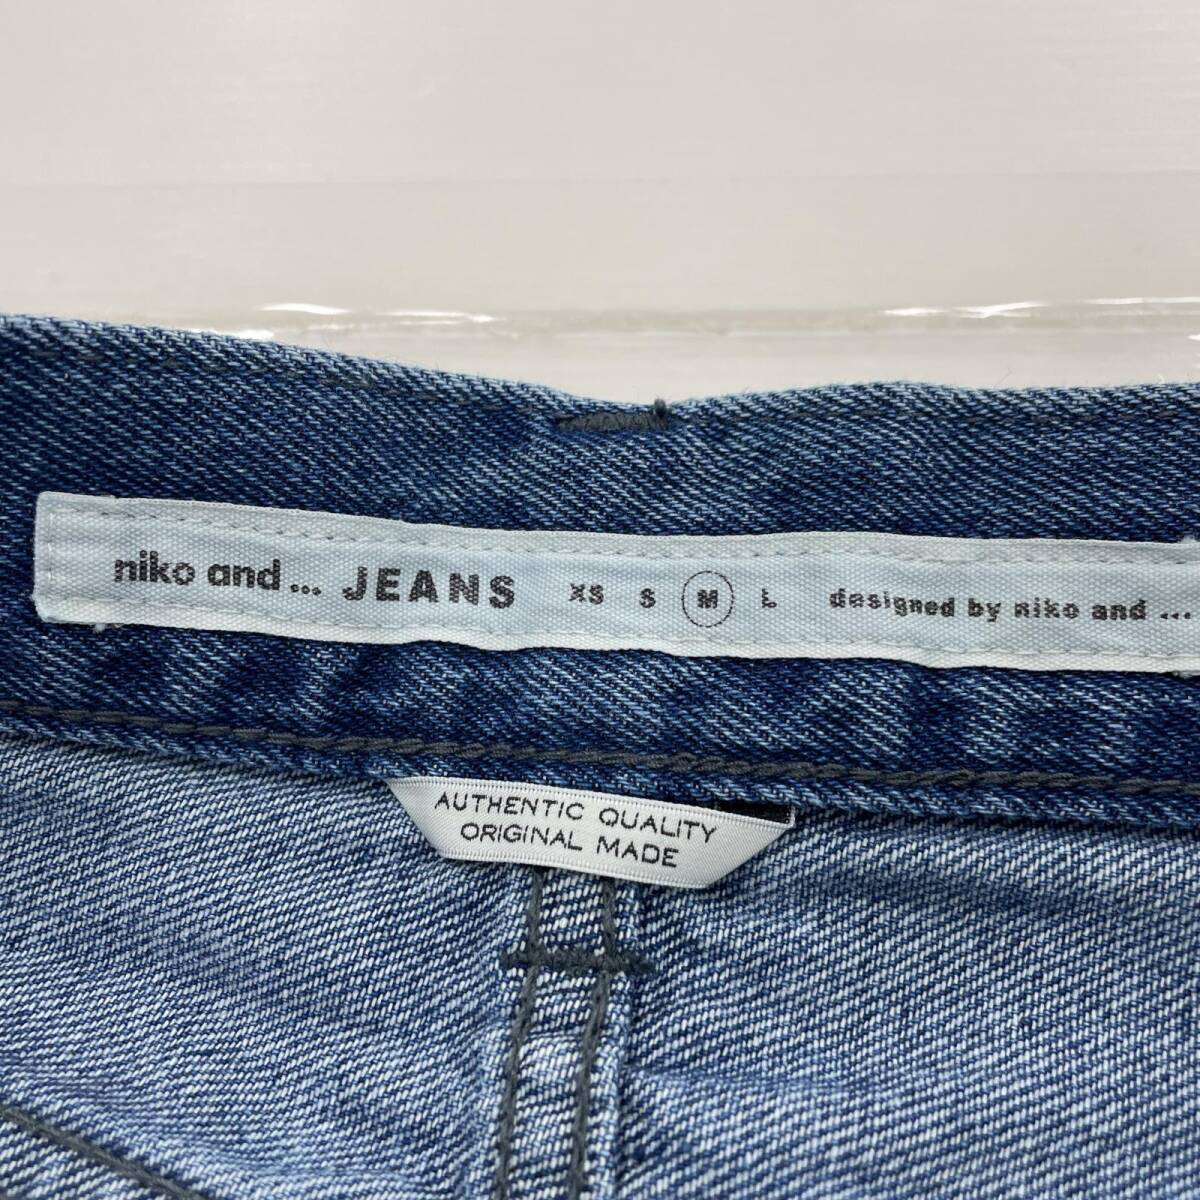 niko and ... JEANS XS S M L designed by niko and ...
AUTHENTIC QUALITY
ORIGINAL MADE